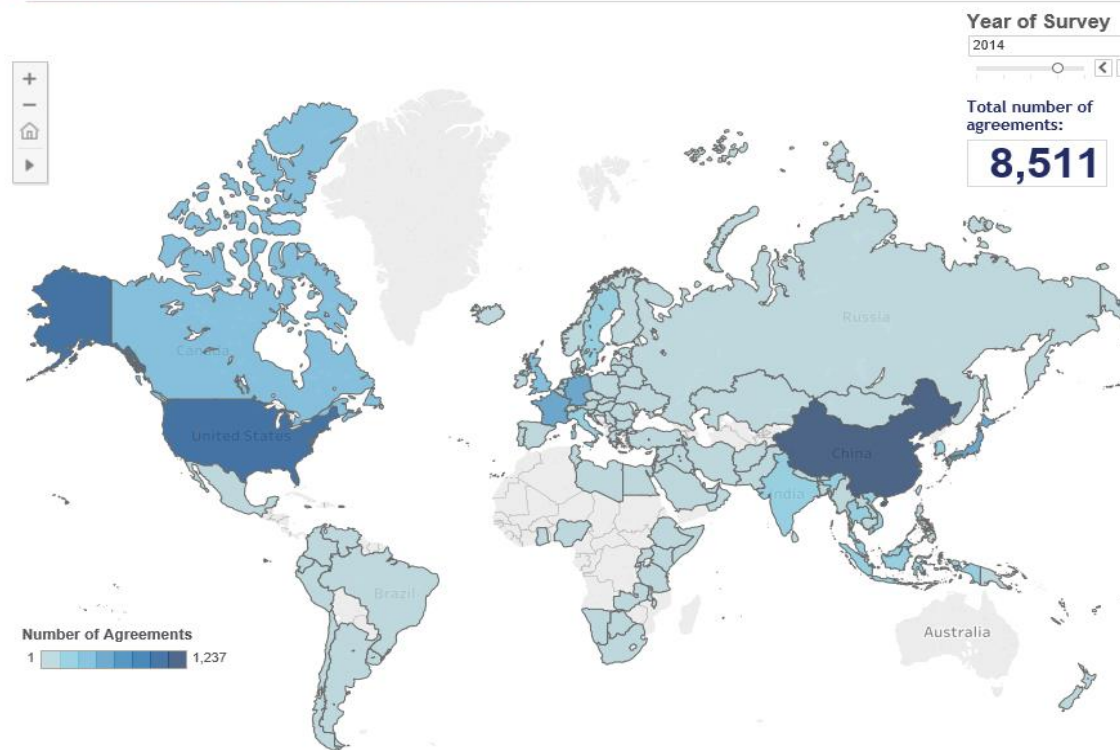 Year of Survey
2014
Total number of
agreements:
8,511
Russia
Canada
United States
China
India
Brazil
Australia
Number of Agreements
1 1,237